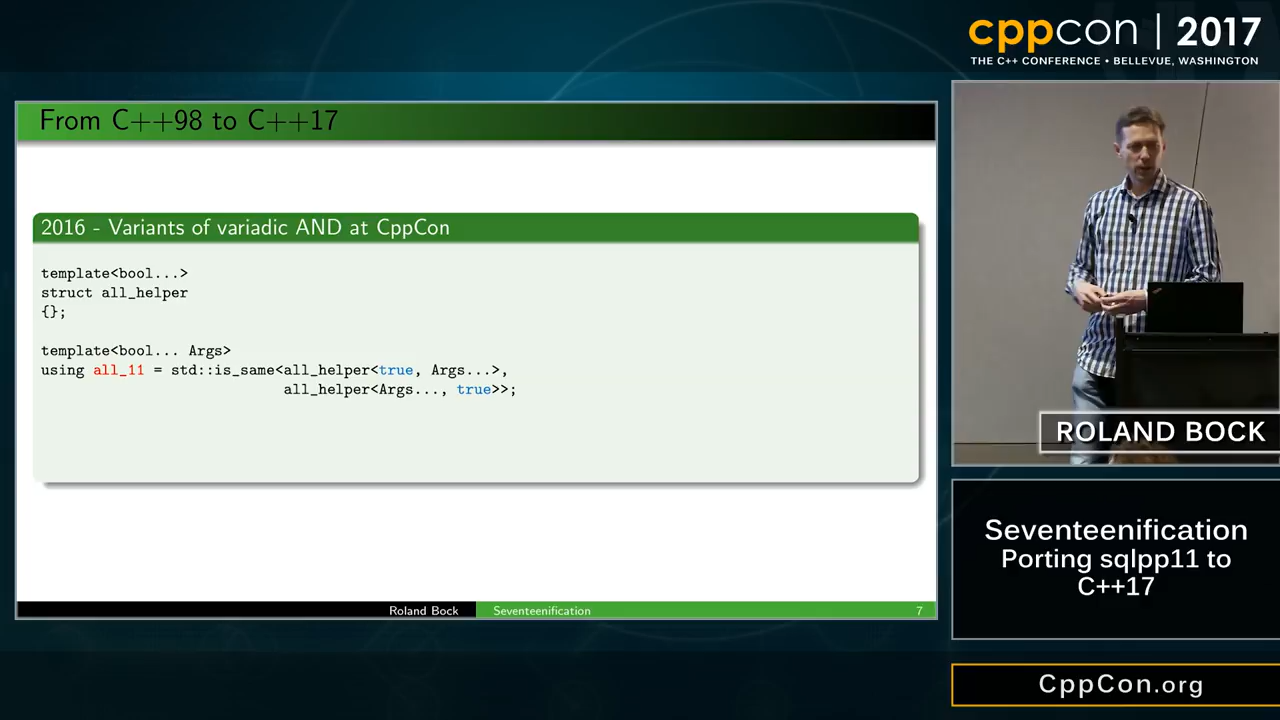 cppcon | 2017
THE C++ CONFERENCE • BELLEVUE, WASHINGTON
From C++98 to C++17
2016 - Variants of variadic AND at CppCon
template<bool...>
struct all_helper
{};
template<bool... Args>
using all_11 = std::is_same<all_helper<true, Args...>,
all_helper<Args..., true>>;
Roland Bock
Seventeenification
7
ROLAND BOCK
Seventeenification
Porting sqlpp11 to
C++17
CppCon.org